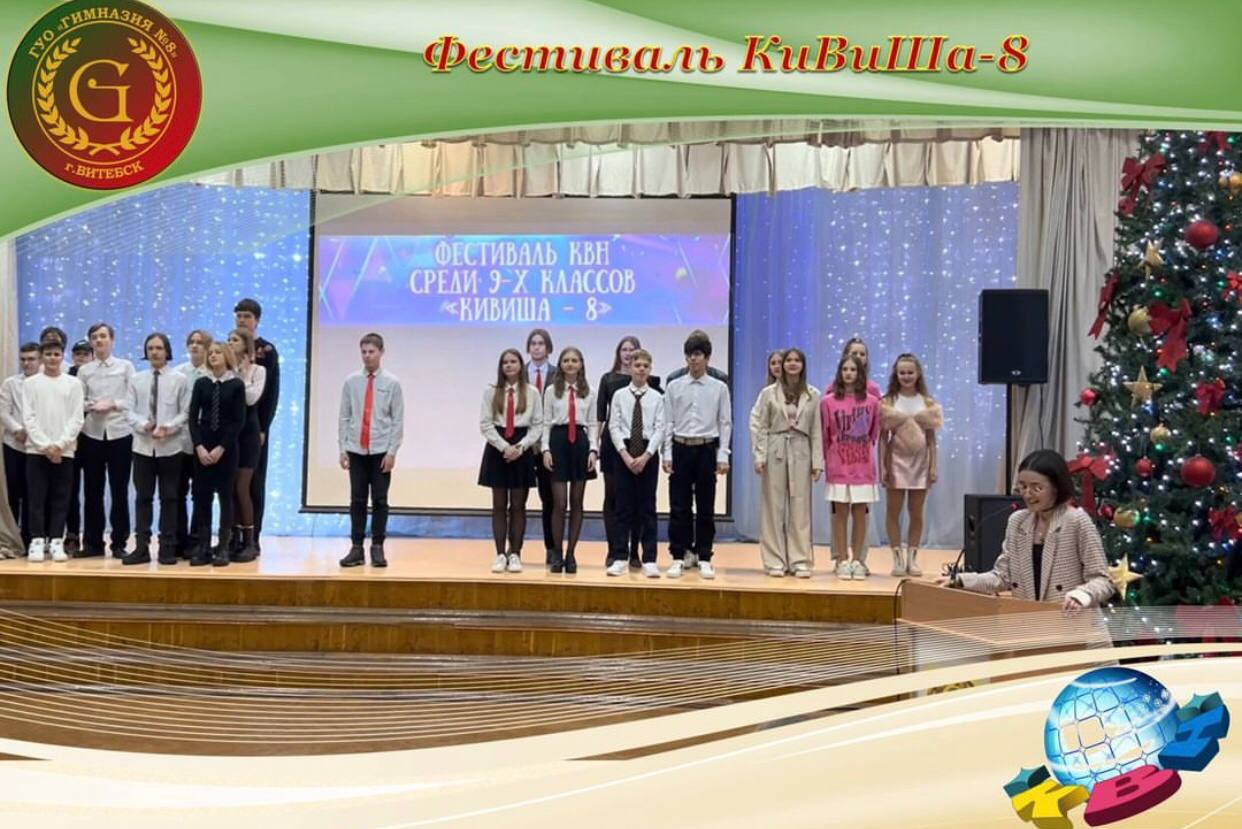 ГУО «ГИМНАЗИЯ №8»
G
г.ВИТЕБСК
Фестиваль КиВиШа-8
ФЕСТИВАЛЬ КВН
СРЕДИ 9-Х КЛАССОВ
«КИВИША - 8»
КВН